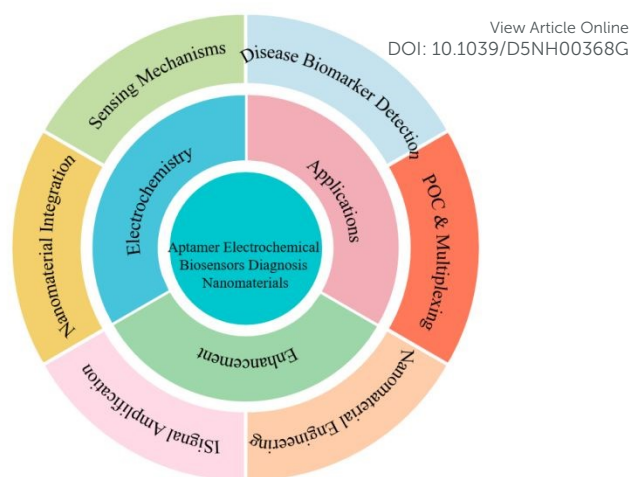 View Article Online
DOI: 10.1039/D5NH00368G
Sensing Mechanisms
Disease Biomarker Detection
POC & Multiplexing
Nanomaterial Engineering
ISignal Amplification
Nanomaterial Integration
Electrochemistry
Applications
Enhancement
Aptamer Electrochemical
Biosensors Diagnosis
Nanomaterials